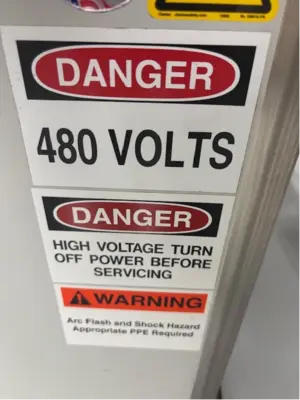 DANGER
480 VOLTS
DANGER
HIGH VOLTAGE TURN
OFF POWER BEFORE
SERVICING
WARNING
Arc Flash and Shock Hazard
Appropriate PPE Required